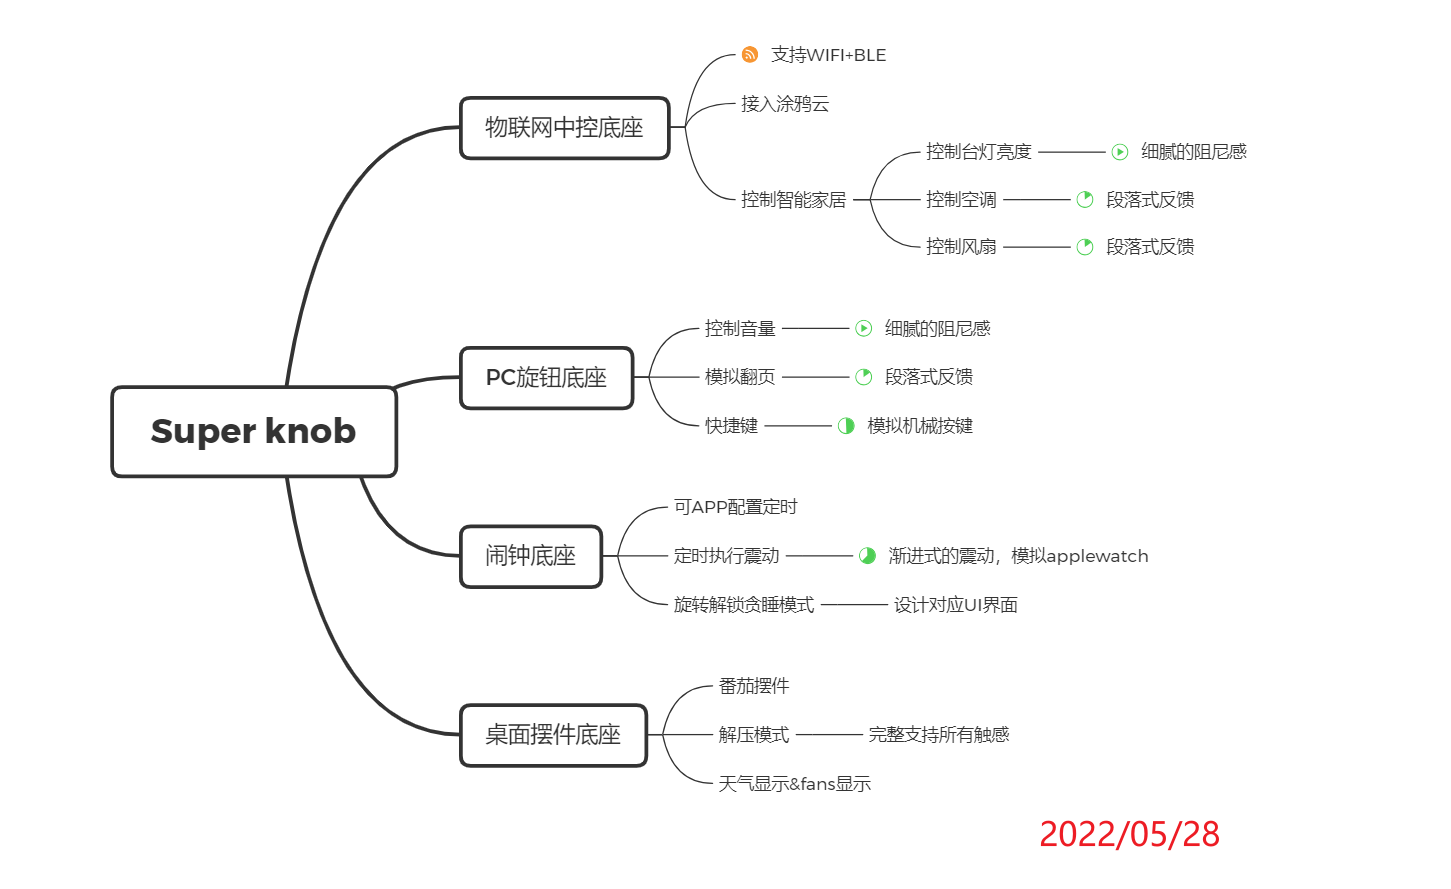 支持WIFI+BLE
物联网中控底座
接入涂鸦云
控制智能家居
控制台灯亮度
细腻的阻尼感
控制空调
段落式反馈
控制风扇
段落式反馈
Super knob
PC旋钮底座
控制音量
细腻的阻尼感
模拟翻页
段落式反馈
快捷键
模拟机械按键
闹钟底座
可APP配置定时
定时执行震动
渐进式的震动，模拟applewatch
旋转解锁贪睡模式
设计对应UI界面
桌面摆件底座
番茄摆件
解压模式
完整支持所有触感
天气显示&fans显示
2022/05/28